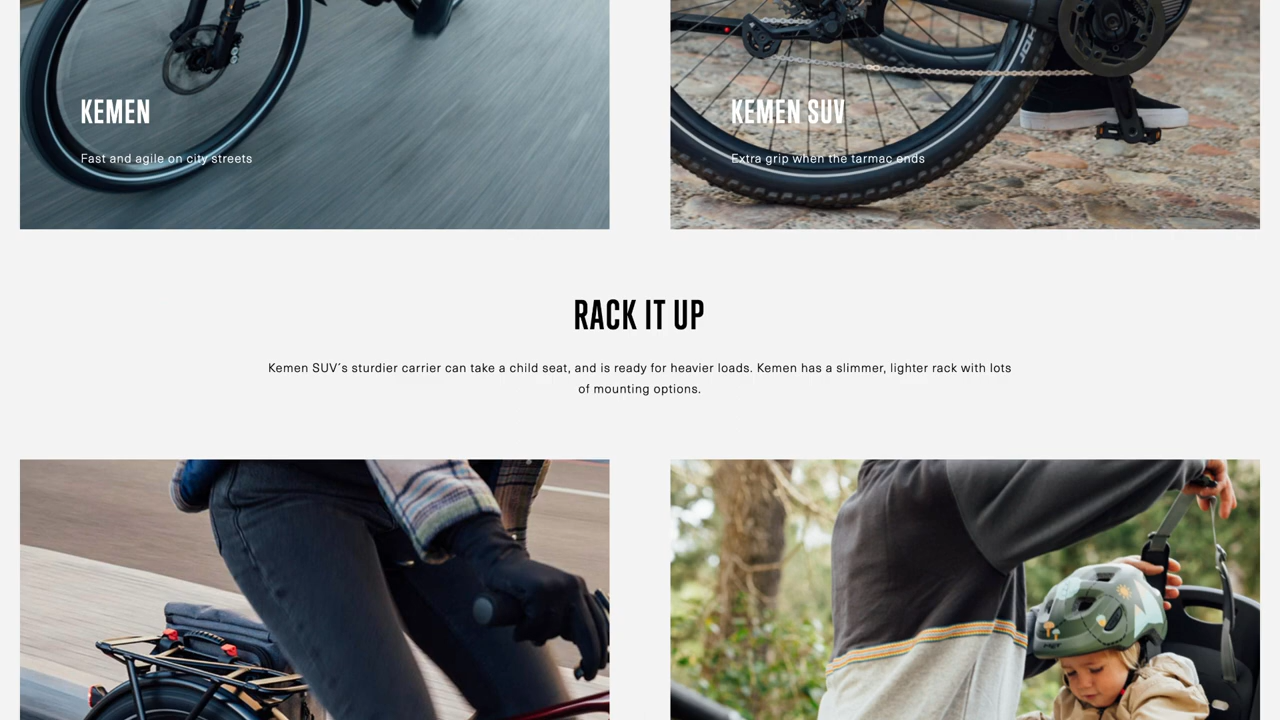 KEMEN
Fast and agile on city streets
KEMEN SUV
Extra grip when the tarmac ends
RACK IT UP
Kemen SUV´s sturdier carrier can take a child seat, and is ready for heavier loads. Kemen has a slimmer, lighter rack with lots
of mounting options.